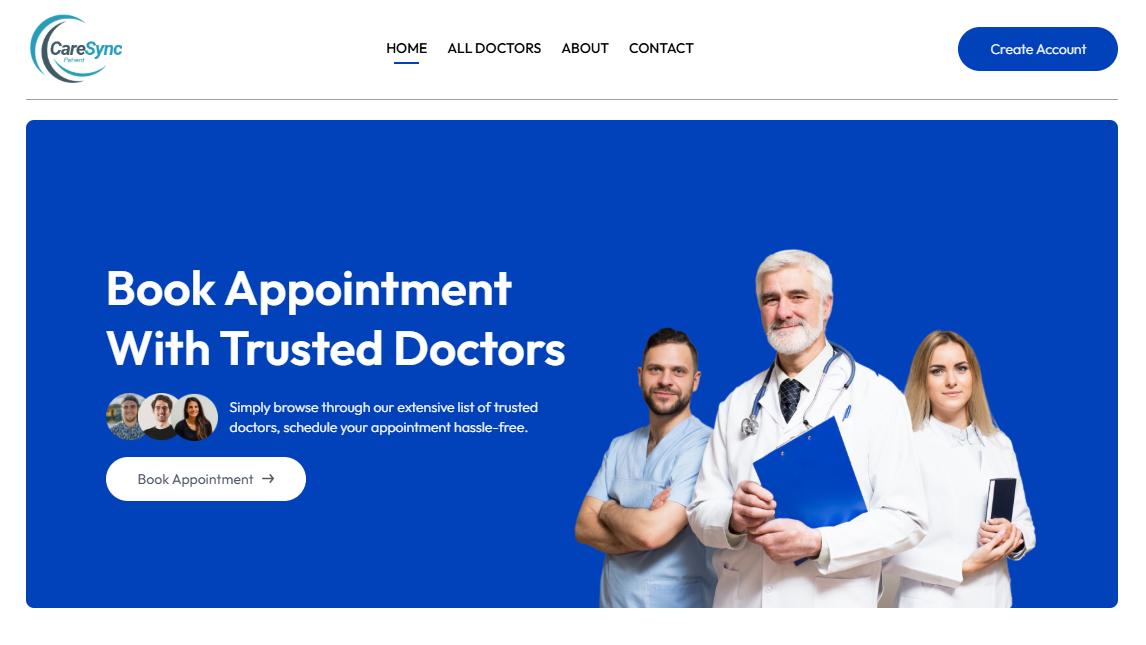 CareSync
Patient
HOME
ALL DOCTORS
ABOUT
CONTACT
Create Account
Book Appointment
With Trusted Doctors
Simply browse through our extensive list of trusted
doctors, schedule your appointment hassle-free.
Book Appointment →